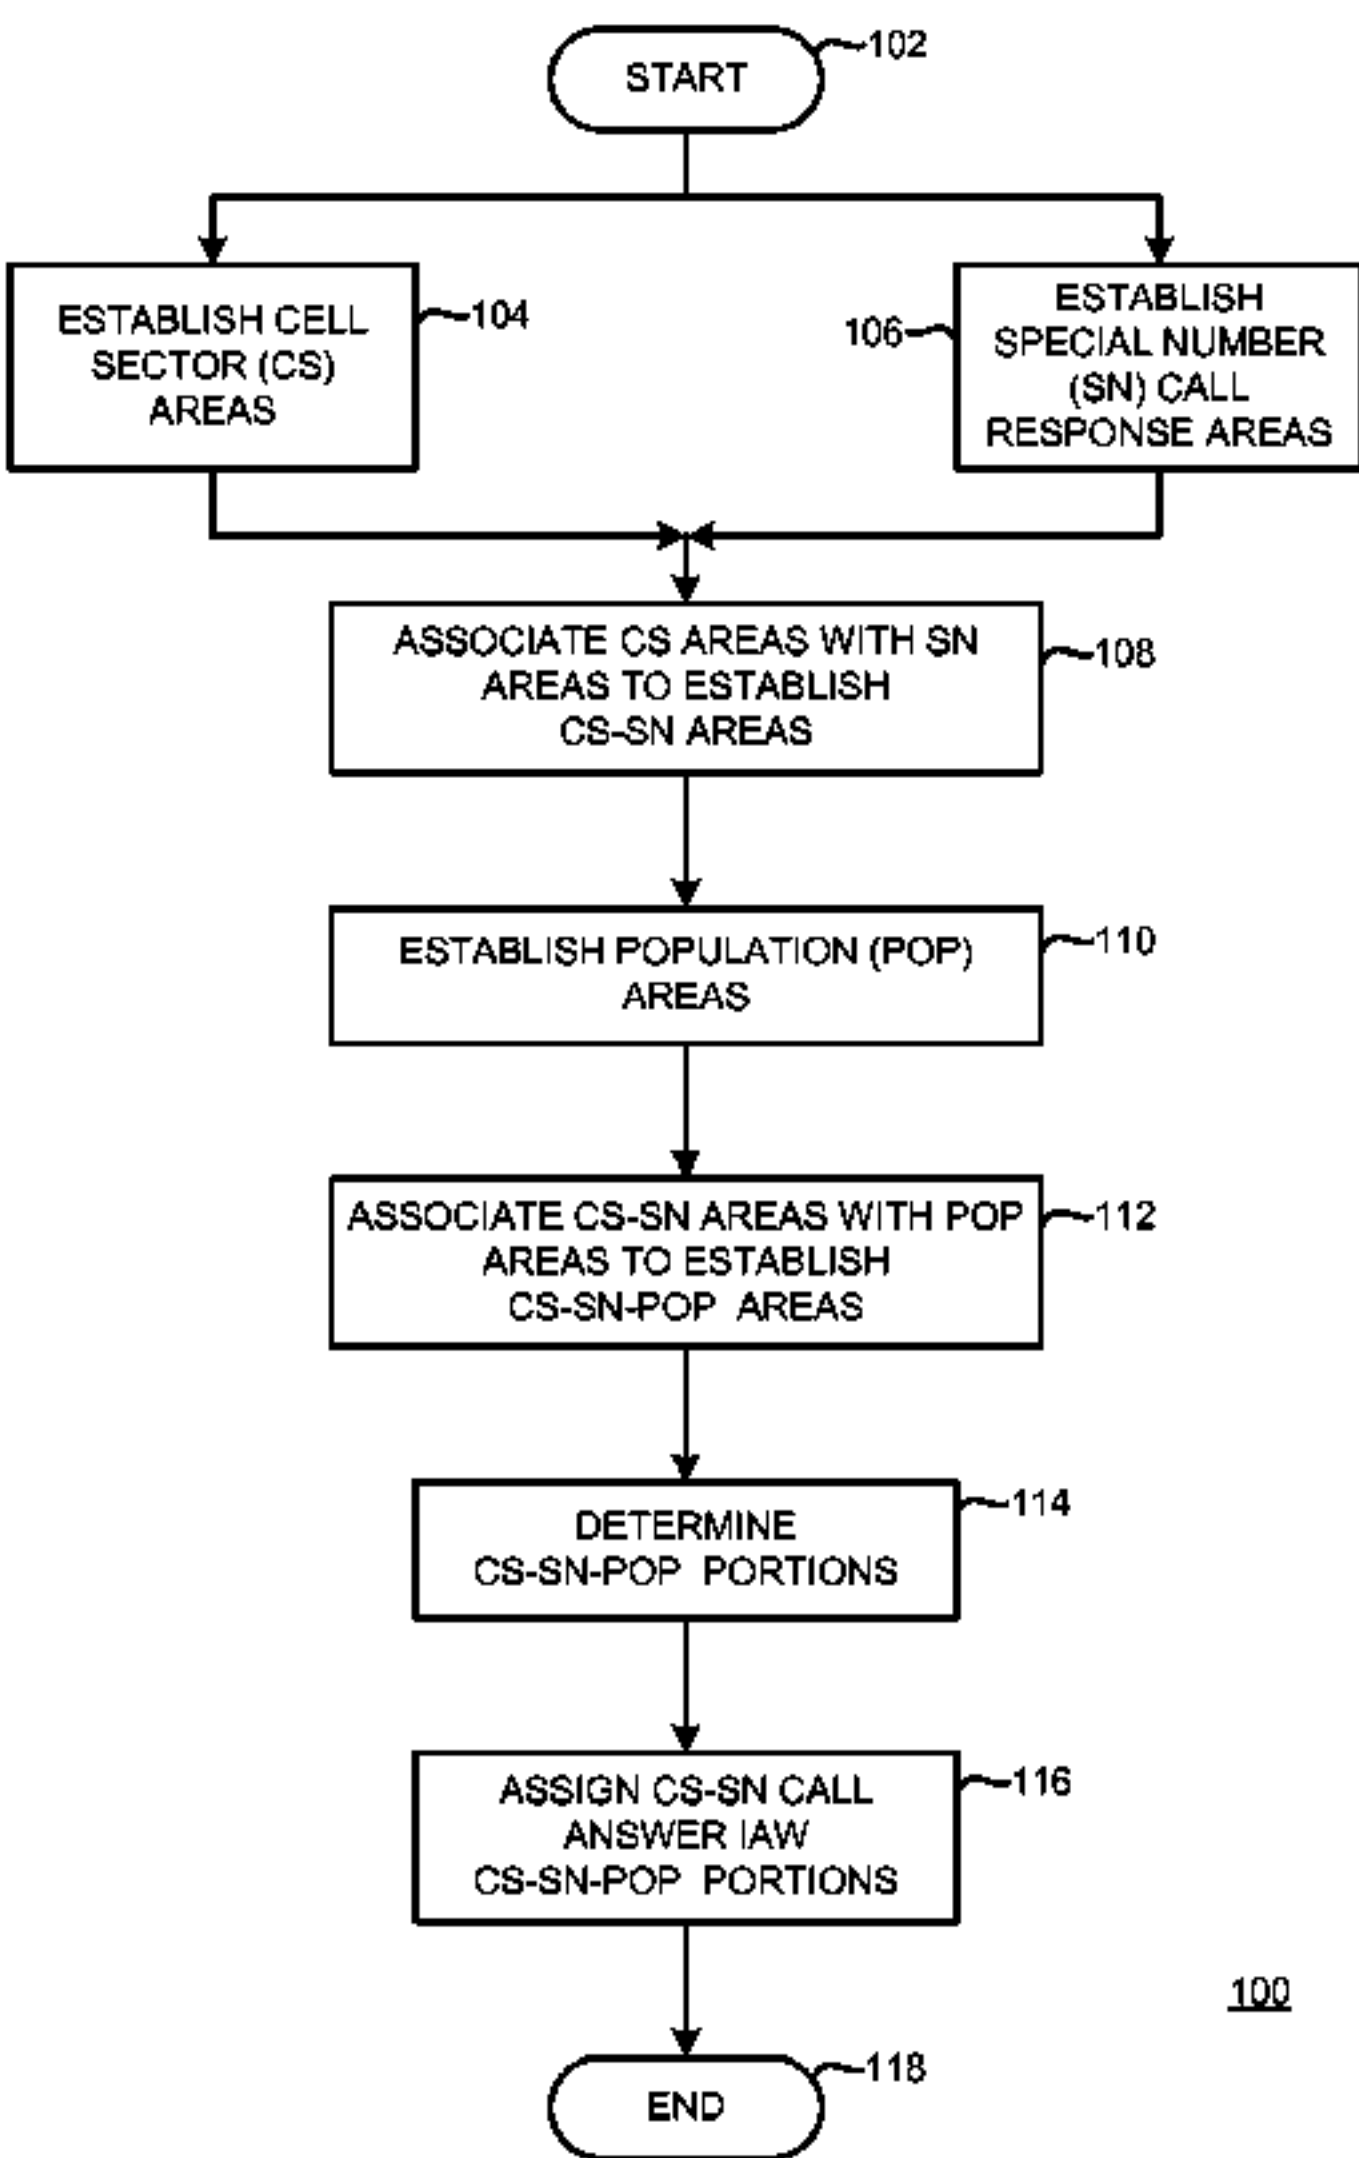 START
102
ESTABLISH CELL
SECTOR (CS)
AREAS
104
106
ESTABLISH
SPECIAL NUMBER
(SN) CALL
RESPONSE AREAS
ASSOCIATE CS AREAS WITH SN
AREAS TO ESTABLISH
CS-SN AREAS
108
ESTABLISH POPULATION (POP)
AREAS
110
ASSOCIATE CS-SN AREAS WITH POP
AREAS TO ESTABLISH
CS-SN-POP AREAS
112
DETERMINE
CS-SN-POP PORTIONS
114
ASSIGN CS-SN CALL
ANSWER IAW
CS-SN-POP PORTIONS
116
100
END
118